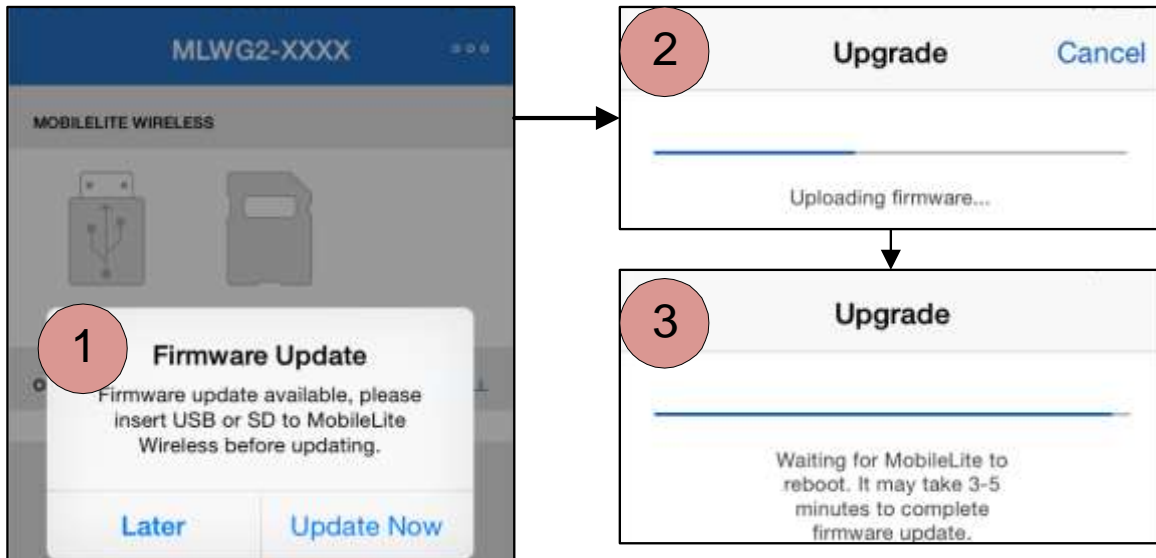 MLWG2-XXXX
MOBILELITE WIRELESS
1
Firmware Update
Firmware update available, please
insert USB or SD to MobileLite
Wireless before updating.
Later Update Now
2
Upgrade Cancel
Uploading firmware...
3
Upgrade
Waiting for MobileLite to
reboot. It may take 3-5
minutes to complete
firmware update.